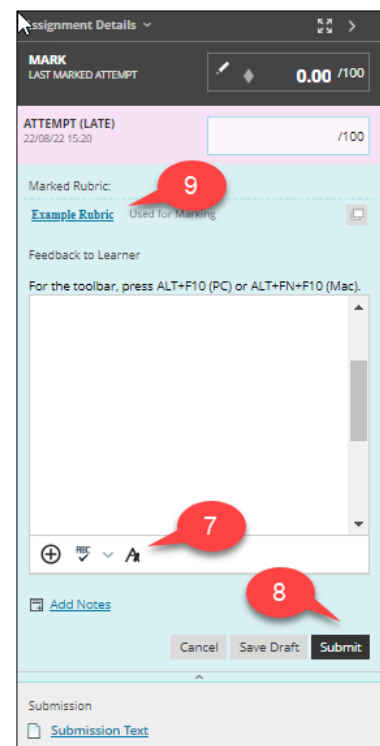 Assignment Details
MARK
LAST MARKED ATTEMPT
0.00 /100
ATTEMPT (LATE)
22/08/22 15:20
/100
Marked Rubric:
9
Example Rubric Used for Marking
Feedback to Learner
For the toolbar, press ALT+F10 (PC) or ALT+FN+F10 (Mac).
7
ABC
A
Add Notes
8
Cancel Save Draft Submit
Submission
Submission Text